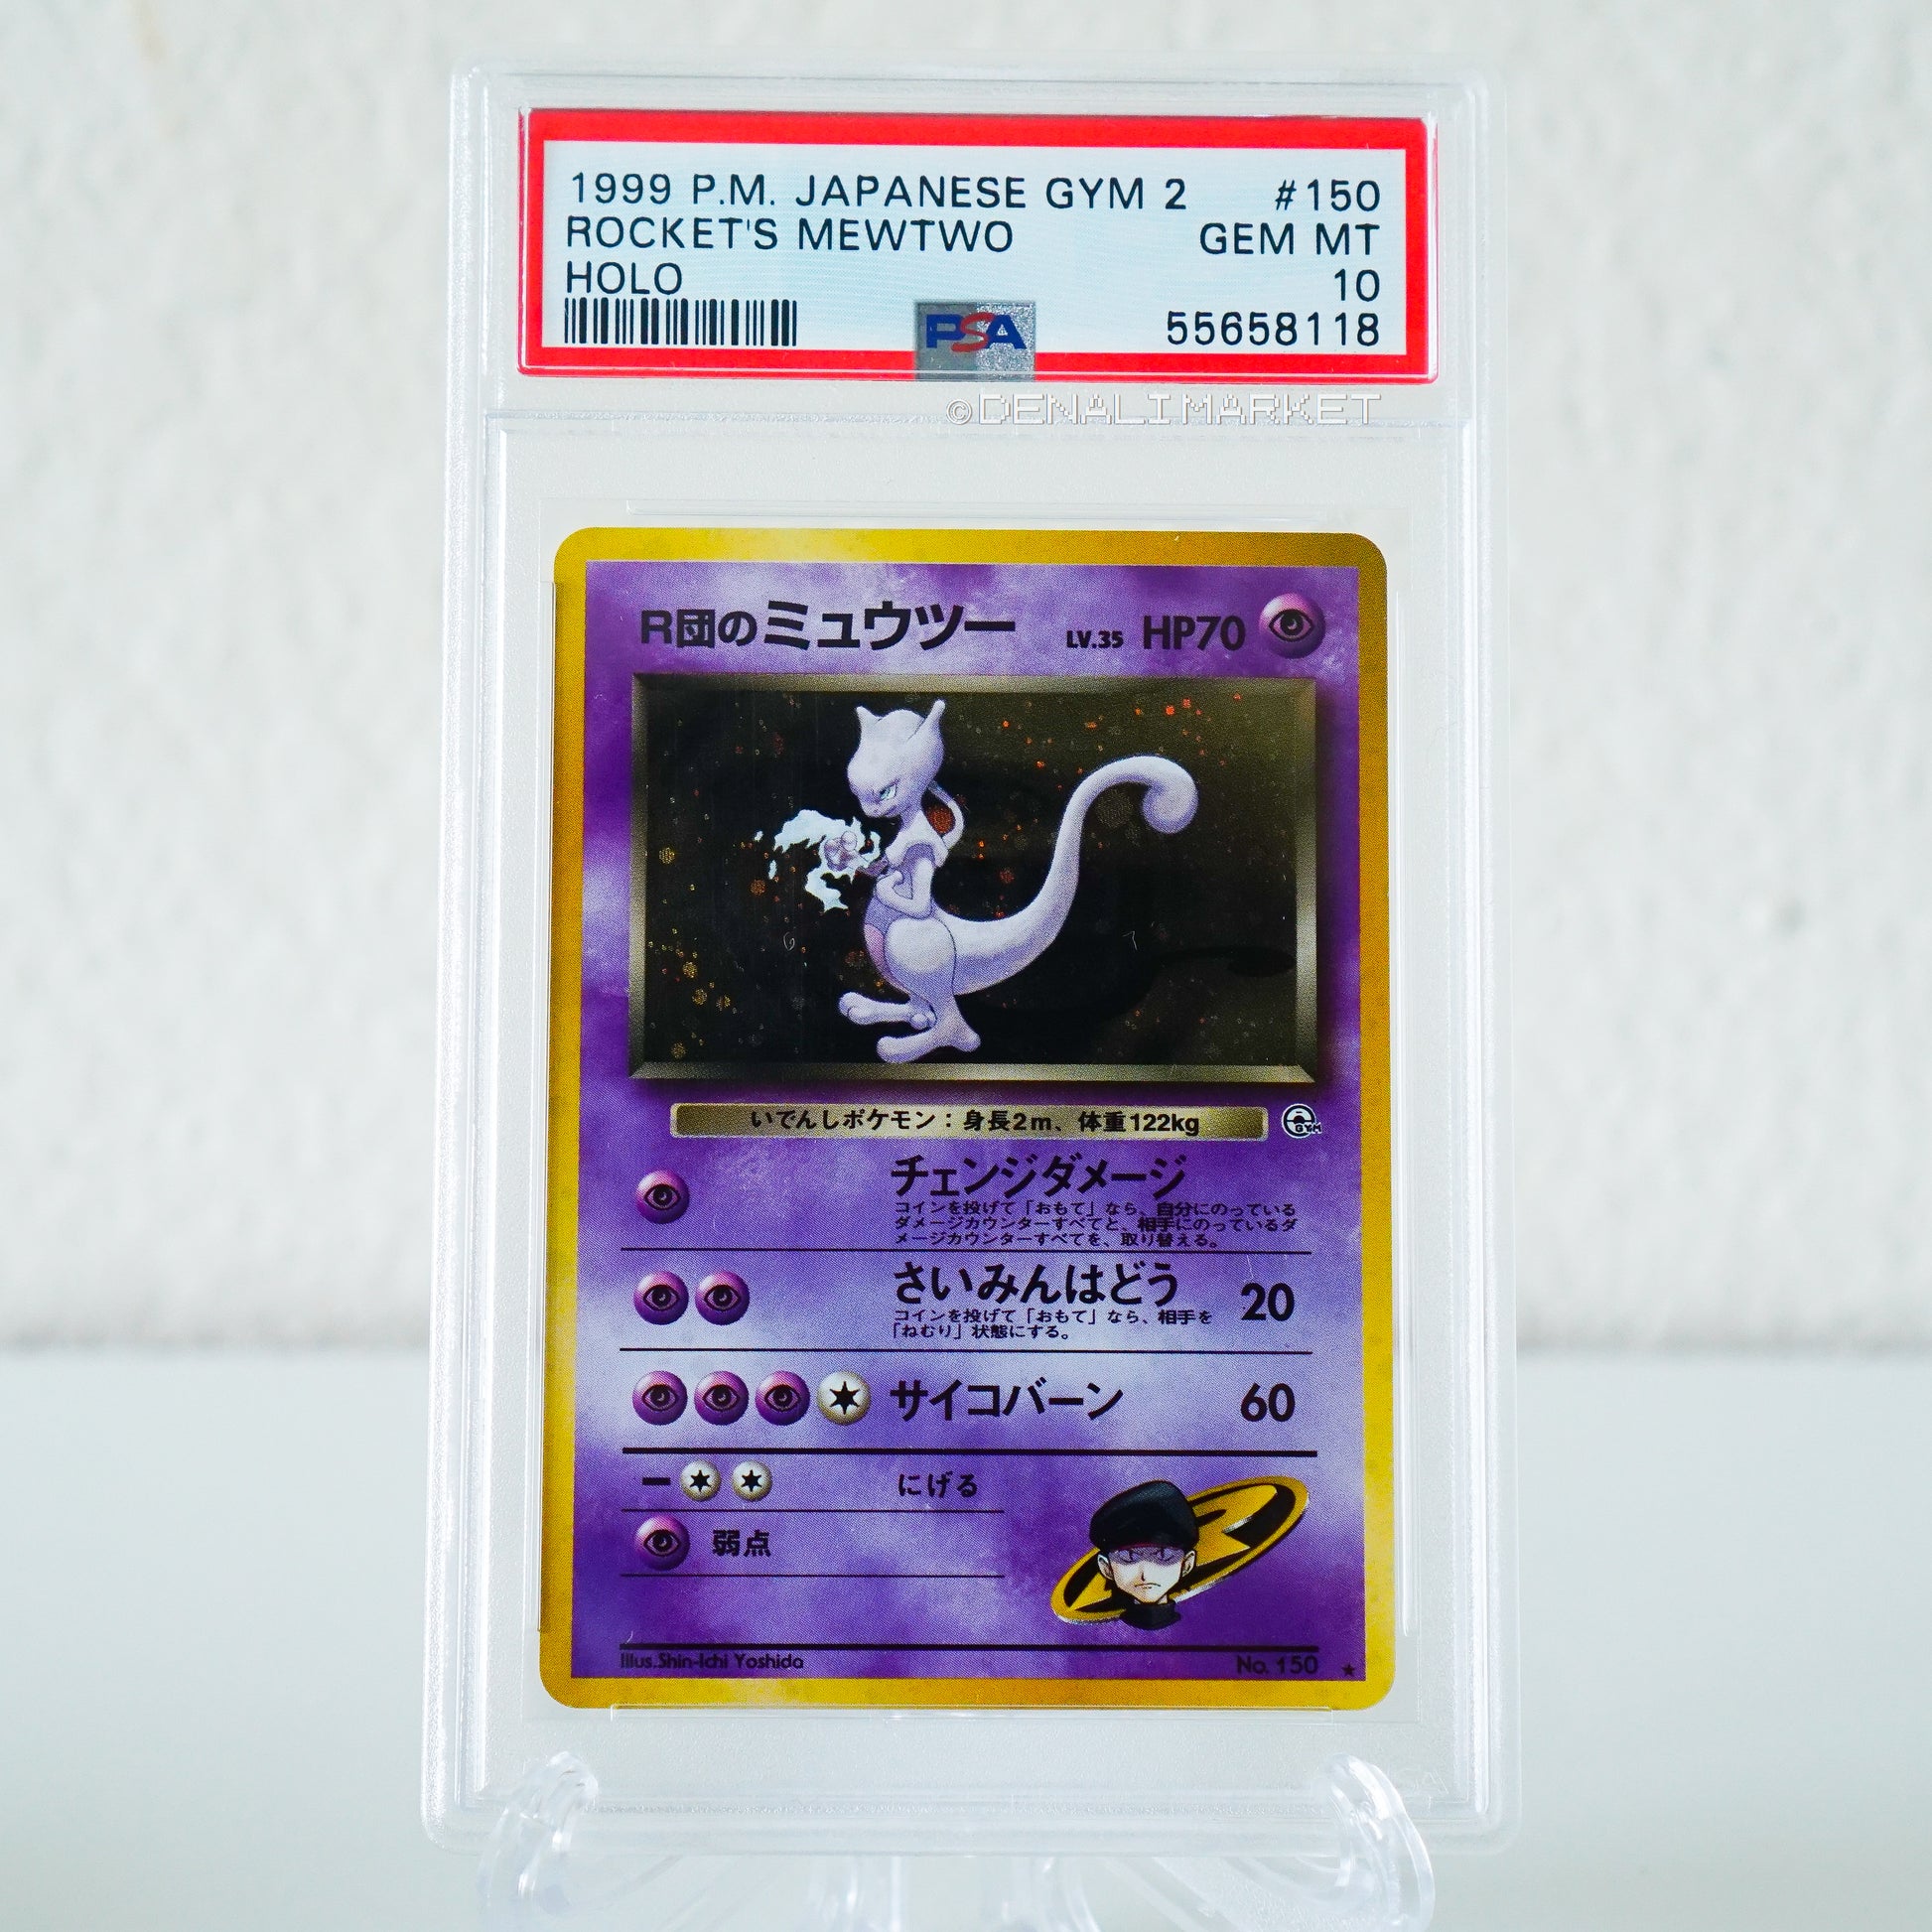 1999 P.M. JAPANESE GYM 2 #150
ROCKET'S MEWTWO GEM MT
HOLO 10
PSA 55658118
©DENALI MARKET
R団のミュウツー LV.35 HP70
いでんしポケモン：身長2m、体重122kg
GYM
チェンジダメージ
コインを投げて「おもて」なら、自分にのっている
ダメージカウンターすべてと、相手にのっているダ
メージカウンターすべてを、取り替える。
さいみんはどう 20
コインを投げて「おもて」なら、相手を
「ねむり」状態にする。
サイコバーン 60
にげる
弱点
Illus.Shin-Ichi Yoshida No. 150 ★